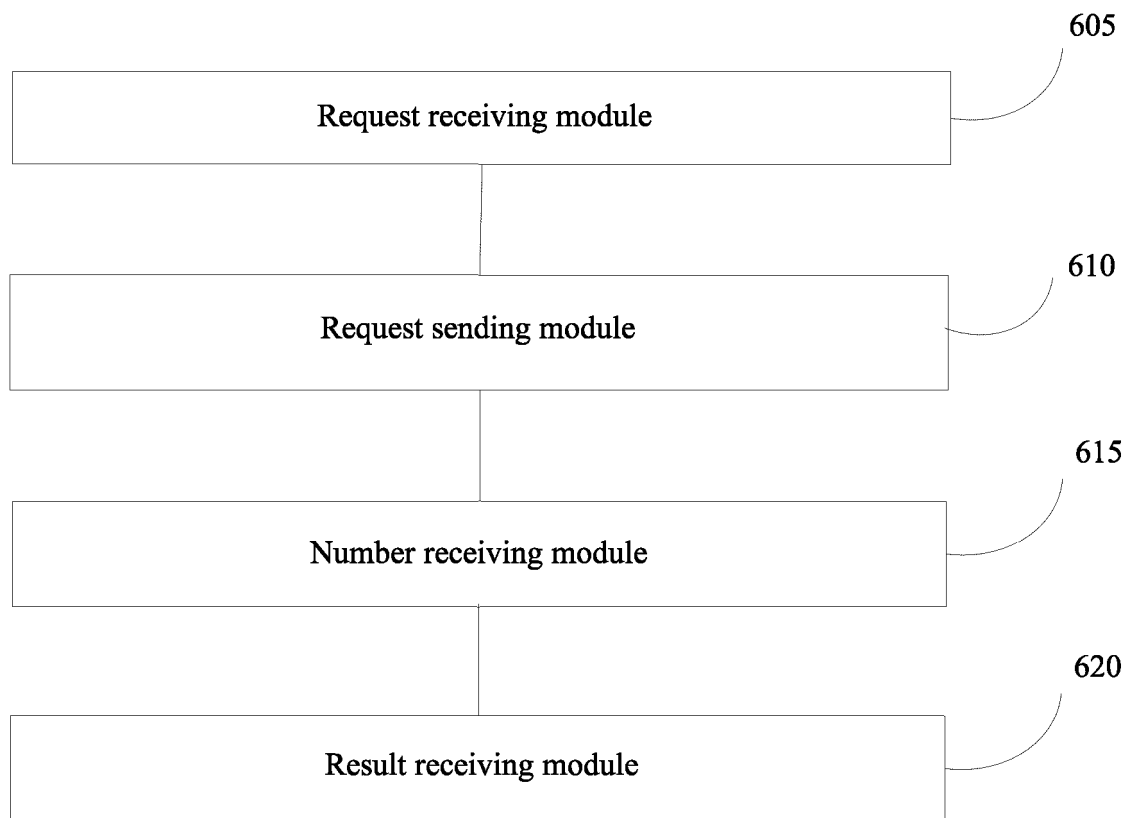 605
Request receiving module
610
Request sending module
615
Number receiving module
620
Result receiving module